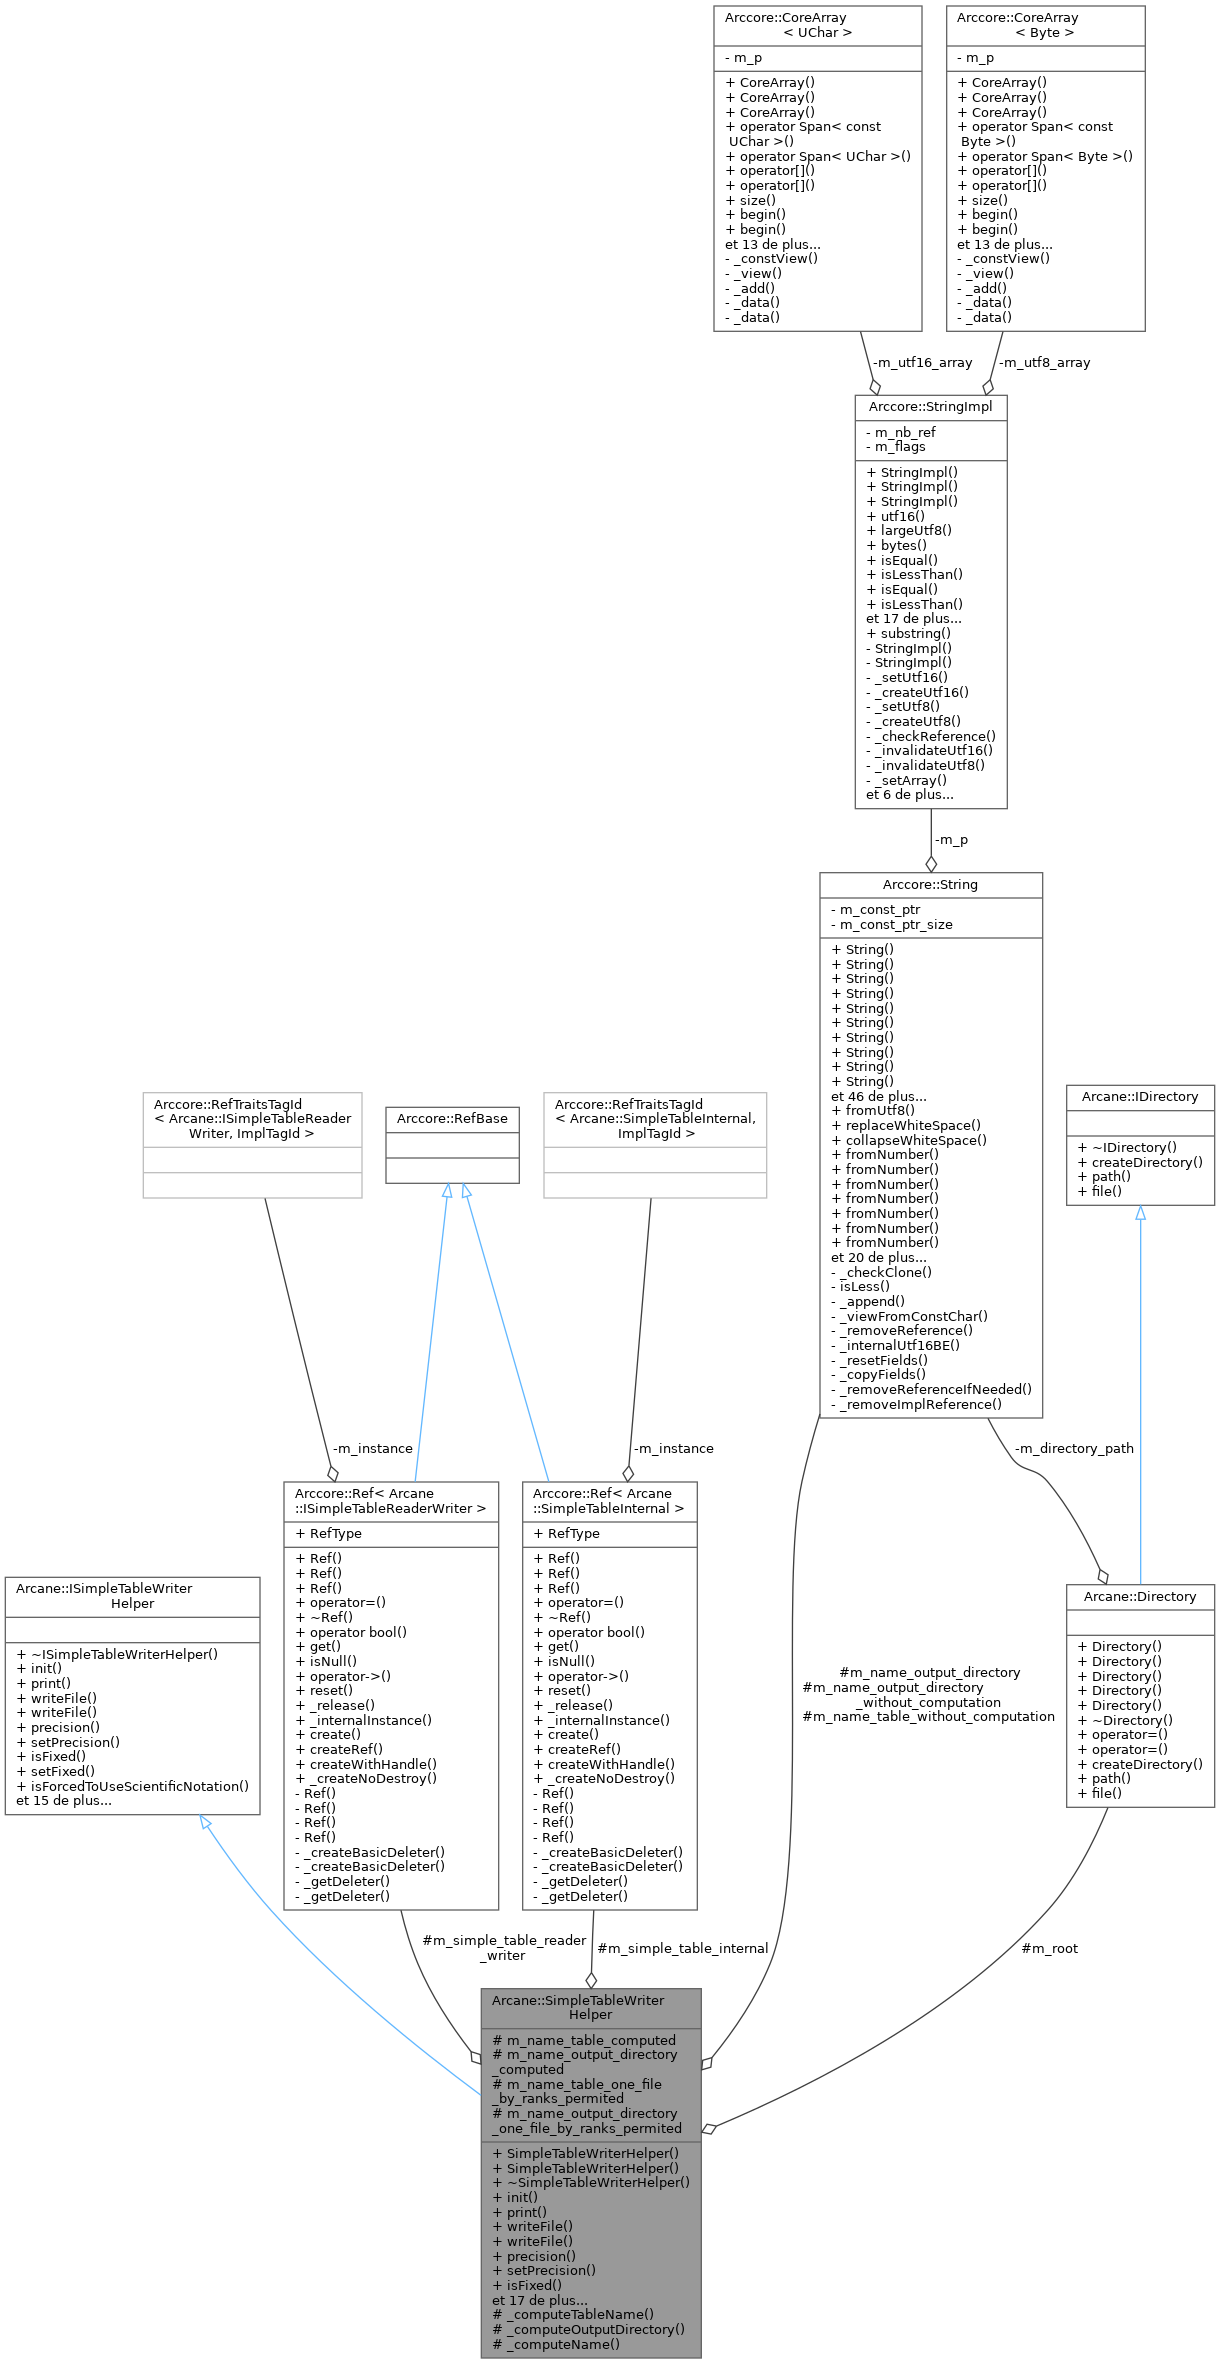 Arccore::CoreArray
< UChar >
- m_p
+ CoreArray()
+ CoreArray()
+ CoreArray()
+ operator Span< const
UChar >()
+ operator Span< UChar >()
+ operator[]()
+ operator[]()
+ size()
+ begin()
+ begin()
et 13 de plus...
- _constView()
- _view()
- _add()
- _data()
- _data()
Arccore::CoreArray
< Byte >
- m_p
+ CoreArray()
+ CoreArray()
+ CoreArray()
+ operator Span< const
Byte >()
+ operator Span< Byte >()
+ operator[]()
+ operator[]()
+ size()
+ begin()
+ begin()
et 13 de plus...
- _constView()
- _view()
- _add()
- _data()
- _data()
-m_utf16_array
-m_utf8_array
Arccore::StringImpl
- m_nb_ref
- m_flags
+ StringImpl()
+ StringImpl()
+ StringImpl()
+ utf16()
+ largeUtf8()
+ bytes()
+ isEqual()
+ isLessThan()
+ isEqual()
+ isLessThan()
et 17 de plus...
+ substring()
- StringImpl()
- StringImpl()
- _setUtf16()
- _createUtf16()
- _setUtf8()
- _createUtf8()
- _checkReference()
- _invalidateUtf16()
- _invalidateUtf8()
- _setArray()
et 6 de plus...
-m_p
Arccore::String
- m_const_ptr
- m_const_ptr_size
+ String()
+ String()
+ String()
+ String()
+ String()
+ String()
+ String()
+ String()
+ String()
+ String()
et 46 de plus...
+ fromUtf8()
+ replaceWhiteSpace()
+ collapseWhiteSpace()
+ fromNumber()
+ fromNumber()
+ fromNumber()
+ fromNumber()
+ fromNumber()
+ fromNumber()
+ fromNumber()
et 20 de plus...
- _checkClone()
- isLess()
- _append()
- _viewFromConstChar()
- _removeReference()
- _internalUtf16BE()
- _resetFields()
- _copyFields()
- _removeReferenceIfNeeded()
- _removeImplReference()
Arccore::RefTraitsTagId
< Arcane::ISimpleTableReader
Writer, ImplTagId >
Arccore::RefBase
Arccore::RefTraitsTagId
< Arcane::SimpleTableInternal,
ImplTagId >
Arcane::IDirectory
+ ~IDirectory()
+ createDirectory()
+ path()
+ file()
-m_instance
-m_instance
-m_directory_path
Arccore::Ref< Arcane
::ISimpleTableReaderWriter >
+ RefType
+ Ref()
+ Ref()
+ Ref()
+ operator=()
+ ~Ref()
+ operator bool()
+ get()
+ isNull()
+ operator->()
+ reset()
+ _release()
+ _internalInstance()
+ create()
+ createRef()
+ createWithHandle()
+ _createNoDestroy()
- Ref()
- Ref()
- Ref()
- Ref()
- _createBasicDeleter()
- _createBasicDeleter()
- _getDeleter()
- _getDeleter()
Arccore::Ref< Arcane
::SimpleTableInternal >
+ RefType
+ Ref()
+ Ref()
+ Ref()
+ operator=()
+ ~Ref()
+ operator bool()
+ get()
+ isNull()
+ operator->()
+ reset()
+ _release()
+ _internalInstance()
+ create()
+ createRef()
+ createWithHandle()
+ _createNoDestroy()
- Ref()
- Ref()
- Ref()
- Ref()
- _createBasicDeleter()
- _createBasicDeleter()
- _getDeleter()
- _getDeleter()
Arcane::ISimpleTableWriter
Helper
+ ~ISimpleTableWriterHelper()
+ init()
+ print()
+ writeFile()
+ writeFile()
+ precision()
+ setPrecision()
+ isFixed()
+ setFixed()
+ isForcedToUseScientificNotation()
et 15 de plus...
#m_name_output_directory
#m_name_output_directory
_without_computation
#m_name_table_without_computation
Arcane::Directory
+ Directory()
+ Directory()
+ Directory()
+ Directory()
+ Directory()
+ ~Directory()
+ operator=()
+ operator=()
+ createDirectory()
+ path()
+ file()
#m_simple_table_reader
_writer
#m_simple_table_internal
#m_root
Arcane::SimpleTableWriter
Helper
# m_name_table_computed
# m_name_output_directory
_computed
# m_name_table_one_file
_by_ranks_permited
# m_name_output_directory
_one_file_by_ranks_permited
+ SimpleTableWriterHelper()
+ SimpleTableWriterHelper()
+ ~SimpleTableWriterHelper()
+ init()
+ print()
+ writeFile()
+ writeFile()
+ precision()
+ setPrecision()
+ isFixed()
et 17 de plus...
# _computeTableName()
# _computeOutputDirectory()
# _computeName()